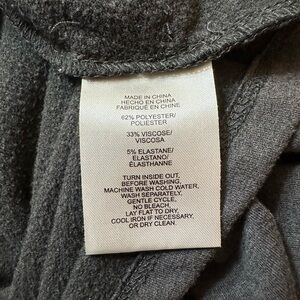 MADE IN CHINA
HECHO EN CHINA
FABRIQUÉ EN CHINE
62% POLYESTER/
POLIESTER
33% VISCOSE/
VISCOSA
5% ELASTANE/
ELASTANO/
ÉLASTHANNE
TURN INSIDE OUT,
BEFORE WASHING,
MACHINE WASH COLD WATER,
WASH SEPARATELY,
GENTLE CYCLE,
NO BLEACH,
LAY FLAT TO DRY,
COOL IRON IF NECESSARY,
OR DRY CLEAN.